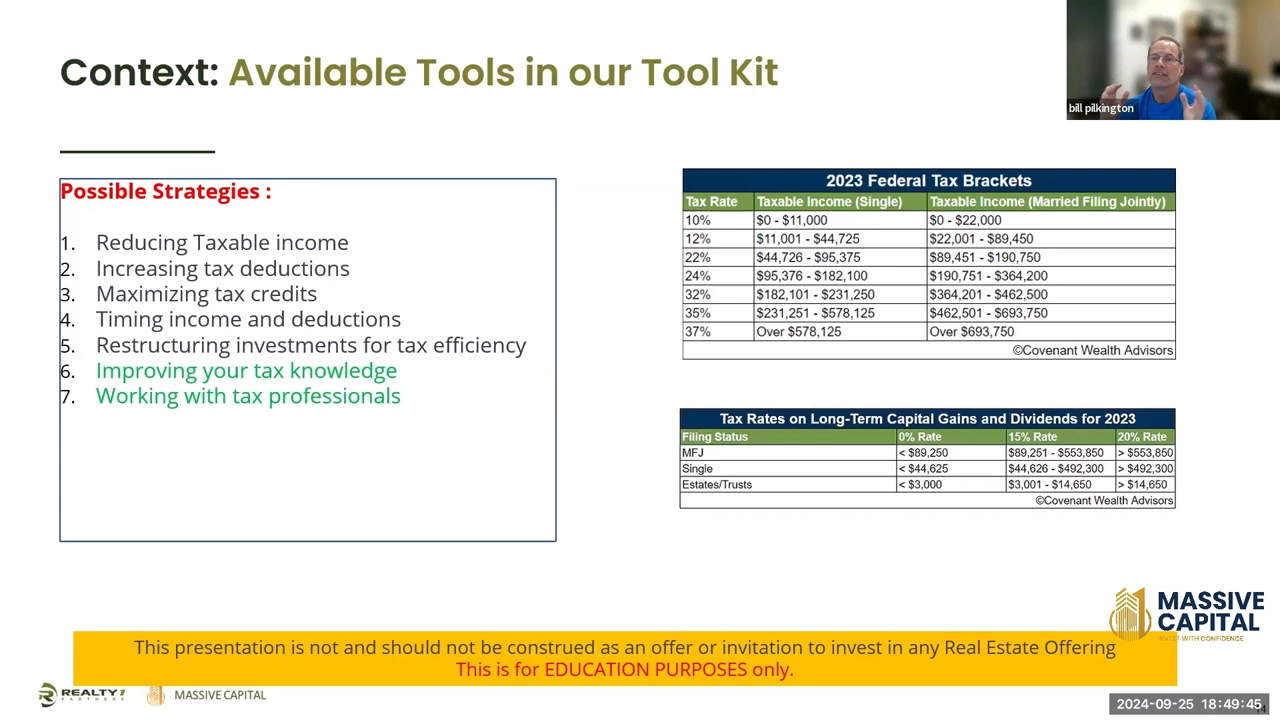 Context: Available Tools in our Tool Kit
bill pilkington
Possible Strategies :
1. Reducing Taxable income
2. Increasing tax deductions
3. Maximizing tax credits
4. Timing income and deductions
5. Restructuring investments for tax efficiency
6. Improving your tax knowledge
7. Working with tax professionals
2023 Federal Tax Brackets
Tax Rate Taxable Income (Single) Taxable Income (Married Filing Jointly)
10% $0 - $11,000 $0 - $22,000
12% $11,001 - $44,725 $22,001 - $89,450
22% $44,726 - $95,375 $89,451 - $190,750
24% $95,376 - $182,100 $190,751 - $364,200
32% $182,101 - $231,250 $364,201 - $462,500
35% $231,251 - $578,125 $462,501 - $693,750
37% Over $578,125 Over $693,750
©Covenant Wealth Advisors
Tax Rates on Long-Term Capital Gains and Dividends for 2023
Filing Status 0% Rate 15% Rate 20% Rate
MFJ < $89,250 $89,251 - $553,850 > $553,850
Single < $44,625 $44,626 - $492,300 > $492,300
Estates/Trusts < $3,000 $3,001 - $14,650 > $14,650
©Covenant Wealth Advisors
MASSIVE
CAPITAL
INVEST WITH CONFIDENCE
This presentation is not and should not be construed as an offer or invitation to invest in any Real Estate Offering
This is for EDUCATION PURPOSES only.
REALTY
PARTNERS
MASSIVE CAPITAL
2024-09-25 18:49:45